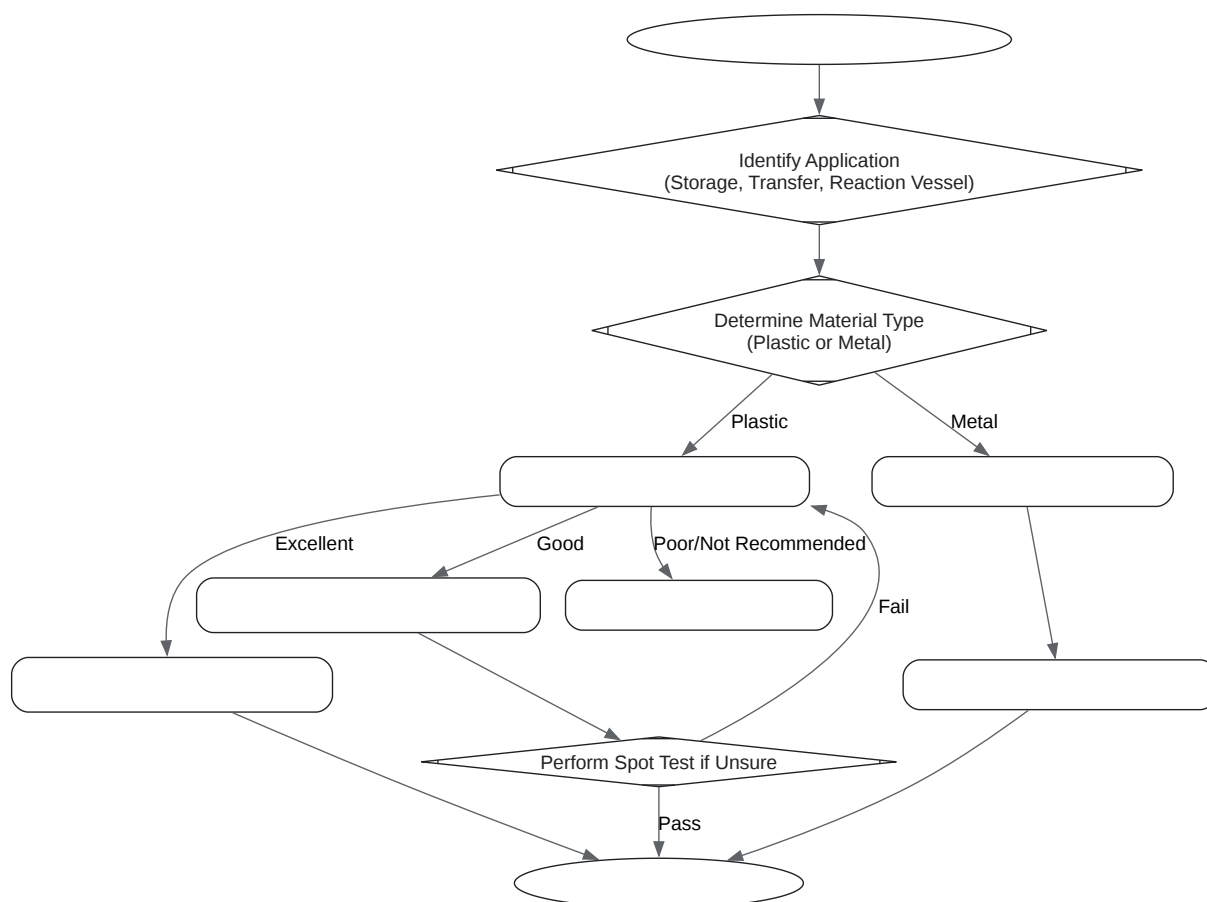 Identify Application
(Storage, Transfer, Reaction Vessel)
Determine Material Type
(Plastic or Metal)
Plastic
Metal
Excellent
Good
Poor/Not Recommended
Fail
Perform Spot Test if Unsure
Pass